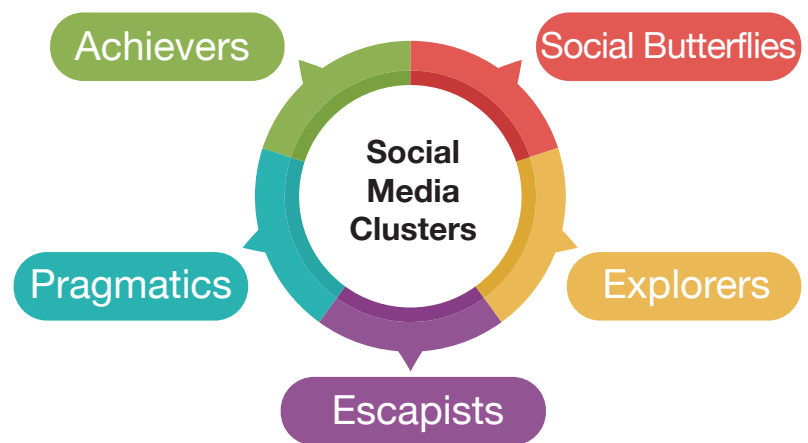 Achievers
Social Butterflies
Social
Media
Clusters
Pragmatics
Explorers
Escapists